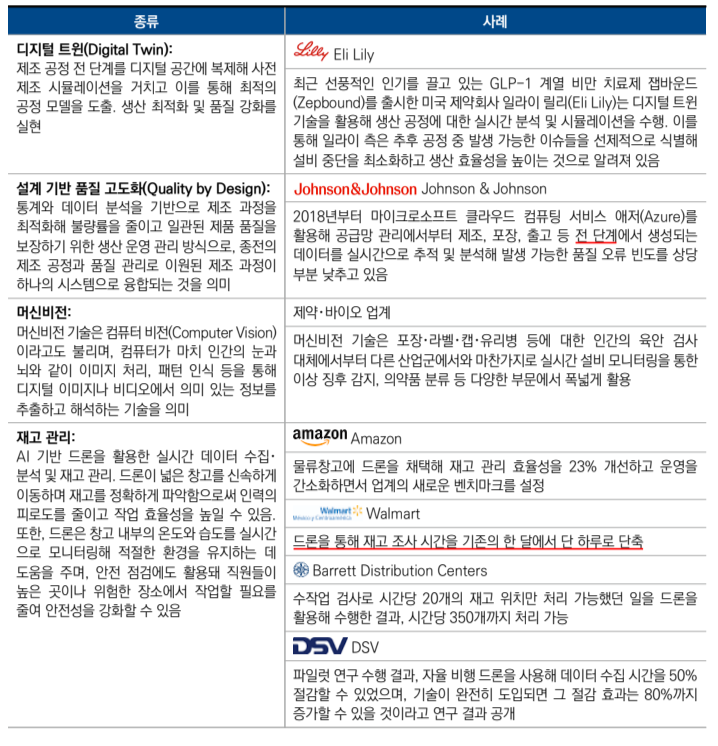 종류
사례
디지털 트윈(Digital Twin):
제조 공정 전 단계를 디지털 공간에 복제해 사전
제조 시뮬레이션을 거치고 이를 통해 최적의
공정 모델을 도출. 생산 최적화 및 품질 강화를
실현
Lilly Eli Lily
최근 선풍적인 인기를 끌고 있는 GLP-1 계열 비만 치료제 잽바운드
(Zepbound)를 출시한 미국 제약회사 일라이 릴리(Eli Lily)는 디지털 트윈
기술을 활용해 생산 공정에 대한 실시간 분석 및 시뮬레이션을 수행. 이를
통해 일라이 측은 추후 공정 중 발생 가능한 이슈들을 선제적으로 식별해
설비 중단을 최소화하고 생산 효율성을 높이는 것으로 알려져 있음
설계 기반 품질 고도화(Quality by Design):
통계와 데이터 분석을 기반으로 제조 과정을
최적화해 불량률을 줄이고 일관된 제품 품질을
보장하기 위한 생산 운영 관리 방식으로, 종전의
제조 공정과 품질 관리로 이원된 제조 과정이
하나의 시스템으로 융합되는 것을 의미
Johnson&Johnson Johnson & Johnson
2018년부터 마이크로소프트 클라우드 컴퓨팅 서비스 애저(Azure)를
활용해 공급망 관리에서부터 제조, 포장, 출고 등 전 단계에서 생성되는
데이터를 실시간으로 추적 및 분석해 발생 가능한 품질 오류 빈도를 상당
부분 낮추고 있음
머신비전:
머신비전 기술은 컴퓨터 비전(Computer Vision)
이라고도 불리며, 컴퓨터가 마치 인간의 눈과
뇌와 같이 이미지 처리, 패턴 인식 등을 통해
디지털 이미지나 비디오에서 의미 있는 정보를
추출하고 해석하는 기술을 의미
제약·바이오 업계
머신비전 기술은 포장·라벨·캡·유리병 등에 대한 인간의 육안 검사
대체에서부터 다른 산업군에서와 마찬가지로 실시간 설비 모니터링을 통한
이상 징후 감지, 의약품 분류 등 다양한 부문에서 폭넓게 활용
재고 관리:
AI 기반 드론을 활용한 실시간 데이터 수집·
분석 및 재고 관리. 드론이 넓은 창고를 신속하게
이동하며 재고를 정확하게 파악함으로써 인력의
피로도를 줄이고 작업 효율성을 높일 수 있음.
또한, 드론은 창고 내부의 온도와 습도를 실시간
으로 모니터링해 적절한 환경을 유지하는 데
도움을 주며, 안전 점검에도 활용돼 직원들이
높은 곳이나 위험한 장소에서 작업할 필요를
줄여 안전성을 강화할 수 있음
amazon Amazon
물류창고에 드론을 채택해 재고 관리 효율성을 23% 개선하고 운영을
간소화하면서 업계의 새로운 벤치마크를 설정
Walmart México y Centroamérica Walmart
드론을 통해 재고 조사 시간을 기존의 한 달에서 단 하루로 단축
Barrett Distribution Centers
수작업 검사로 시간당 20개의 재고 위치만 처리 가능했던 일을 드론을
활용해 수행한 결과, 시간당 350개까지 처리 가능
DSV DSV
파일럿 연구 수행 결과, 자율 비행 드론을 사용해 데이터 수집 시간을 50%
절감할 수 있었으며, 기술이 완전히 도입되면 그 절감 효과는 80%까지
증가할 수 있을 것이라고 연구 결과 공개